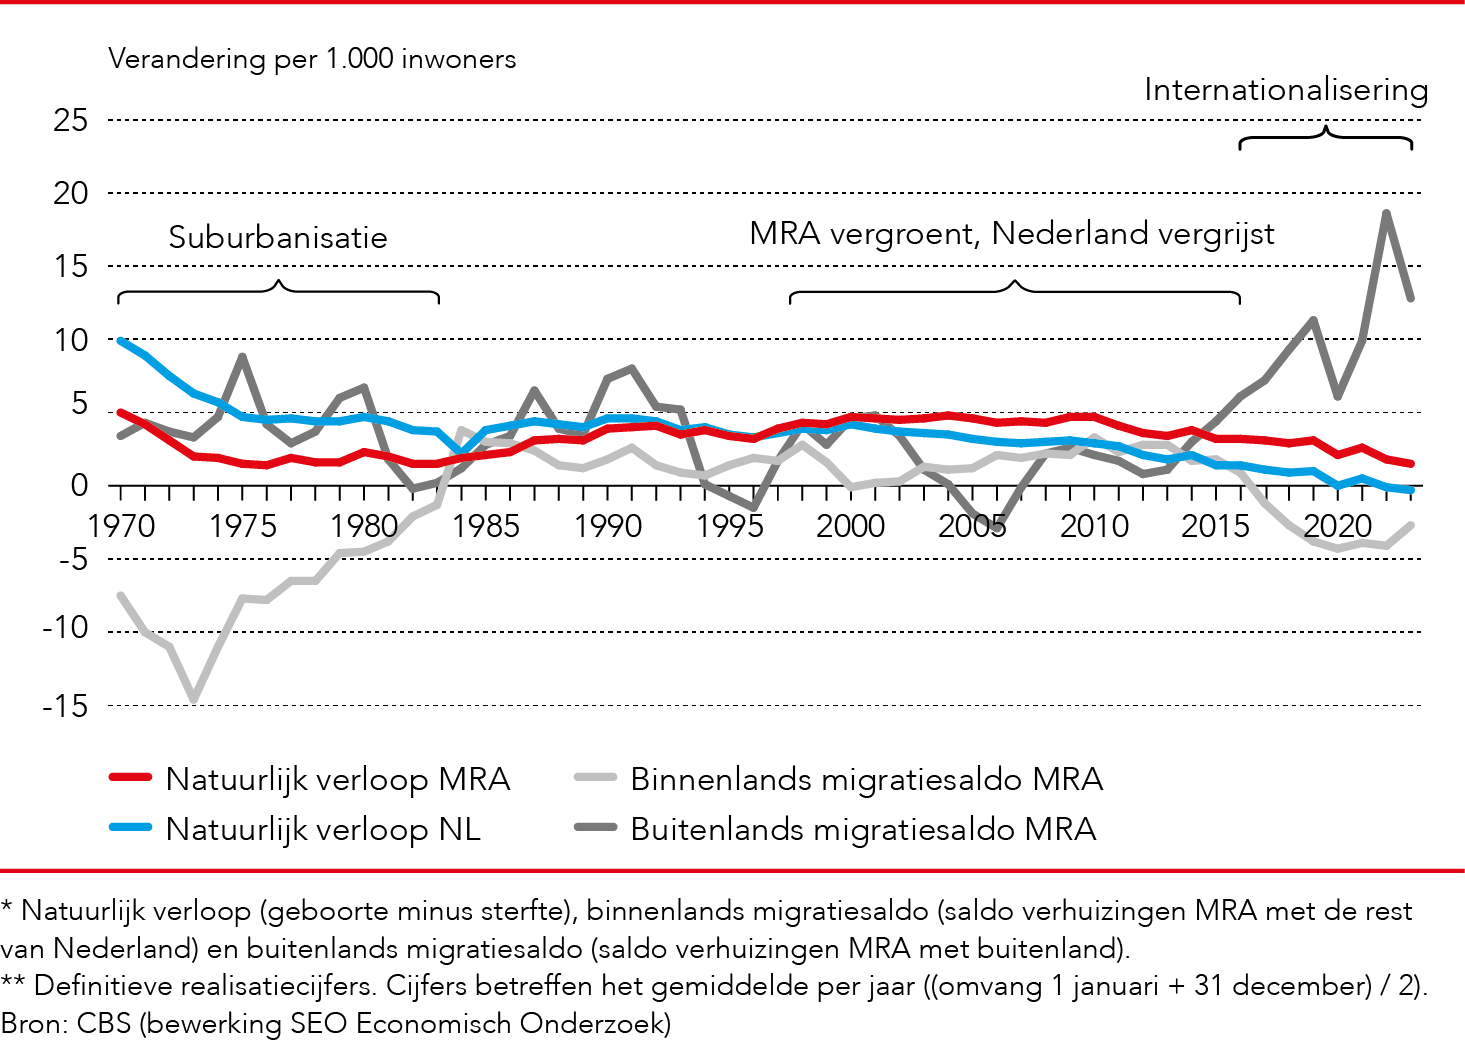 Verandering per 1.000 inwoners
Internationalisering
25
20
Suburbanisatie
MRA vergroent, Nederland vergrijst
15
10
5
0
1970 1975 1980 1985 1990 1995 2000 2005 2010 2015 2020
-5
-10
-15
Natuurlijk verloop MRA
Binnenlands migratiesaldo MRA
Natuurlijk verloop NL
Buitenlands migratiesaldo MRA
* Natuurlijk verloop (geboorte minus sterfte), binnenlands migratiesaldo (saldo verhuizingen MRA met de rest
van Nederland) en buitenlands migratiesaldo (saldo verhuizingen MRA met buitenland).
** Definitieve realisatiecijfers. Cijfers betreffen het gemiddelde per jaar ((omvang 1 januari + 31 december) / 2).
Bron: CBS (bewerking SEO Economisch Onderzoek)